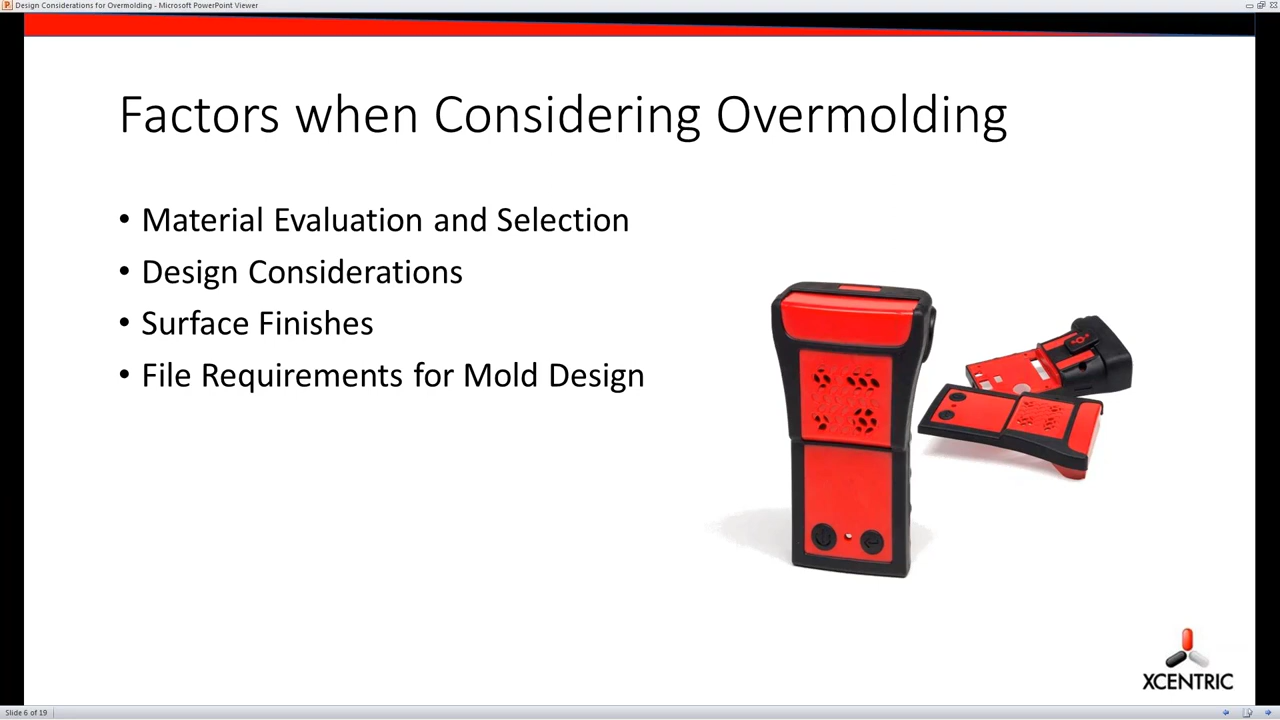 Design Considerations for Overmolding - Microsoft PowerPoint Viewer
Factors when Considering Overmolding
• Material Evaluation and Selection
• Design Considerations
• Surface Finishes
• File Requirements for Mold Design
XCENTRIC
Slide 6 of 19